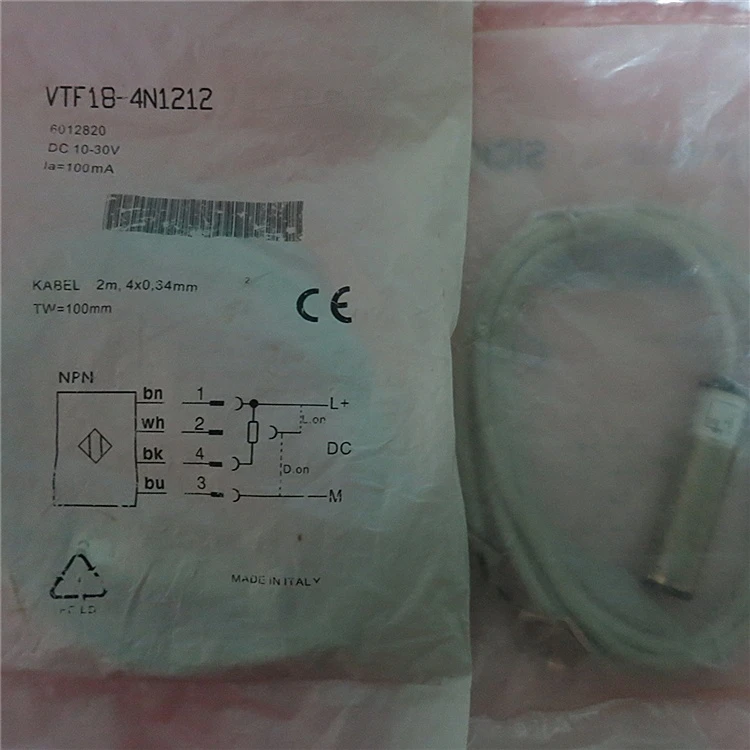 VTF18-4N1212
6012820
DC 10-30V
Ia=100mA
KABEL 2m, 4x0,34mm 2
TW=100mm
CE
NPN
bn 1 L+
wh 2 L.on
DC
bk 4
D.on
bu 3 M
MADE IN ITALY